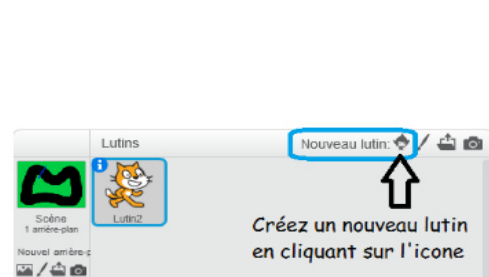 Lutins
Nouveau lutin:
Lutin2
Scène
1 arrière-plan
Créez un nouveau lutin
en cliquant sur l'icone
Nouvel arrière-p